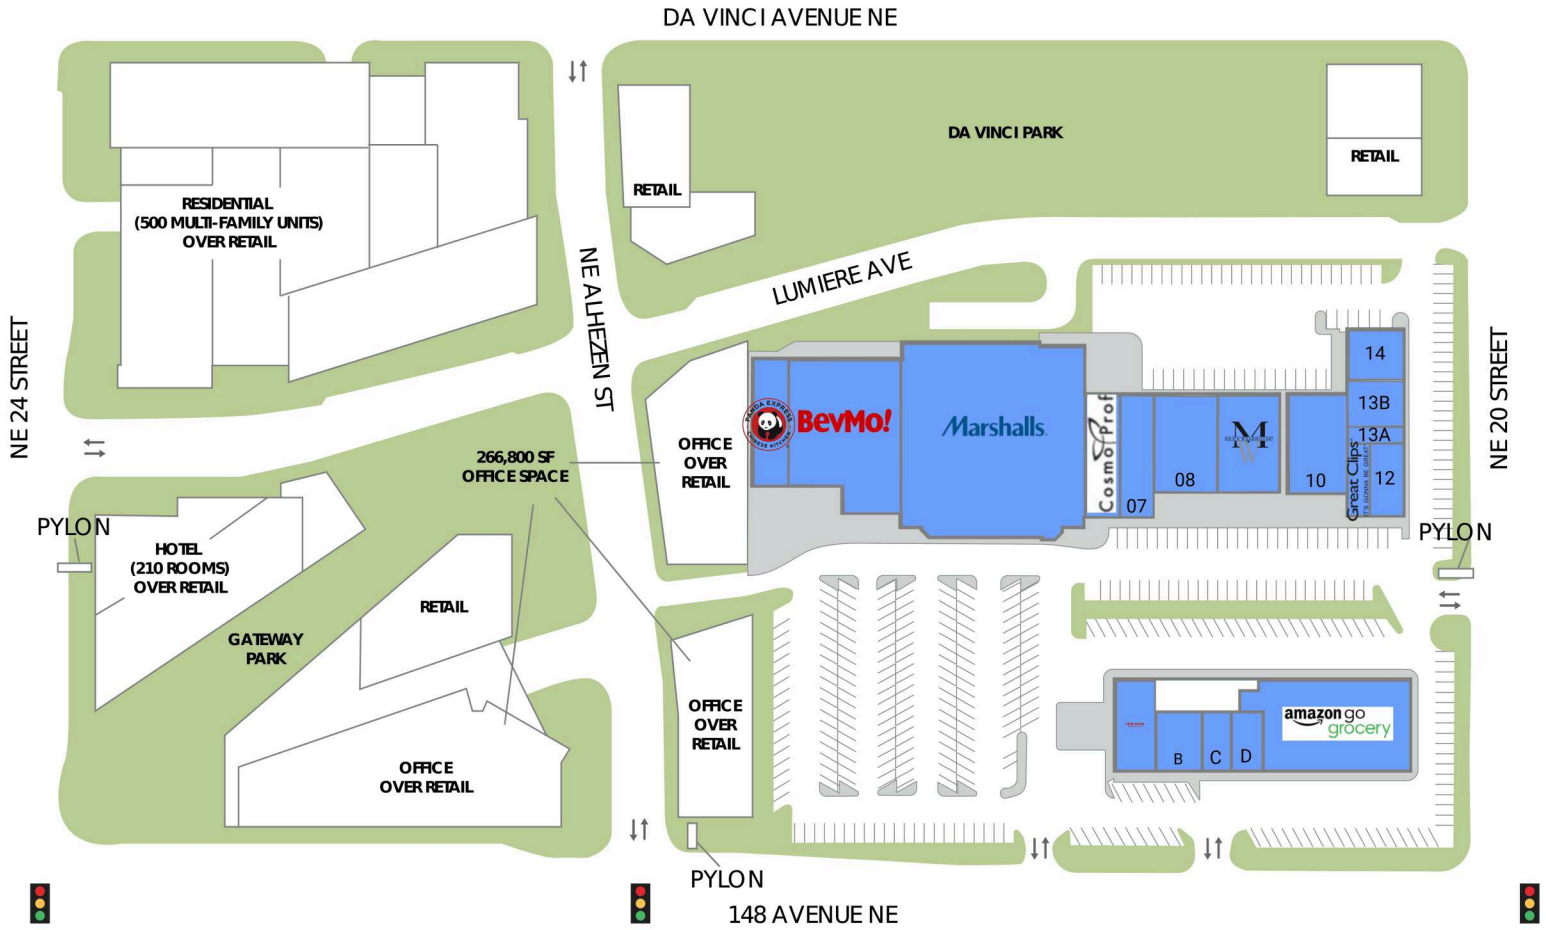 DA VINCI AVENUE NE
DA VINCI PARK
RETAIL
RETAIL
RESIDENTIAL
(500 MULTI-FAMILY UNITS)
OVER RETAIL
NE ALHEZEN ST
LUMIERE AVE
NE 24 STREET
NE 20 STREET
14
13B
13A
12
Great Clips
IT'S GONNA BE GREAT
PANDA EXPRESS
CHINESE KITCHEN
BevMo!
Marshalls
CosmoProf
07
08
M
W
10
OFFICE
OVER
RETAIL
266,800 SF
OFFICE SPACE
PYLON
HOTEL
(210 ROOMS)
OVER RETAIL
PYLON
RETAIL
GATEWAY
PARK
OFFICE
OVER
RETAIL
OFFICE
OVER RETAIL
B
C
D
amazon go
grocery
PYLON
148 AVENUE NE